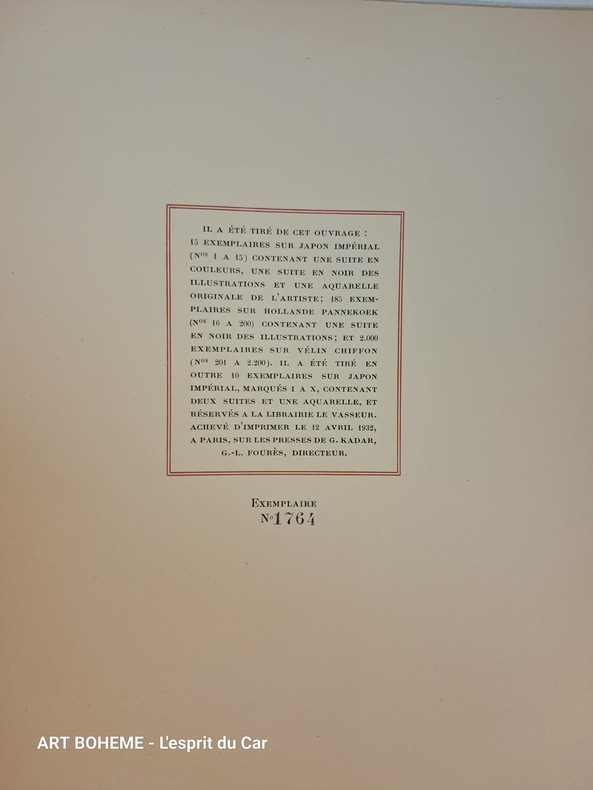 IL A ÉTÉ TIRÉ DE CET OUVRAGE :
15 EXEMPLAIRES SUR JAPON IMPÉRIAL
(Nos 1 A 15) CONTENANT UNE SUITE EN
COULEURS, UNE SUITE EN NOIR DES
ILLUSTRATIONS ET UNE AQUARELLE
ORIGINALE DE L'ARTISTE; 185 EXEM-
PLAIRES SUR HOLLANDE PANNEKOEK
(Nos 16 A 200) CONTENANT UNE SUITE
EN NOIR DES ILLUSTRATIONS; ET 2.000
EXEMPLAIRES SUR VÉLIN CHIFFON
(Nos 201 A 2.200). IL A ÉTÉ TIRÉ EN
OUTRE 10 EXEMPLAIRES SUR JAPON
IMPÉRIAL, MARQUÉS I A X, CONTENANT
DEUX SUITES ET UNE AQUARELLE, ET
RÉSERVÉS A LA LIBRAIRIE LE VASSEUR.
ACHEVÉ D'IMPRIMER LE 12 AVRIL 1932,
A PARIS, SUR LES PRESSES DE G. KADAR,
G.-L. FOURÈS, DIRECTEUR.
EXEMPLAIRE
No 1764
ART BOHEME - L'esprit du Car